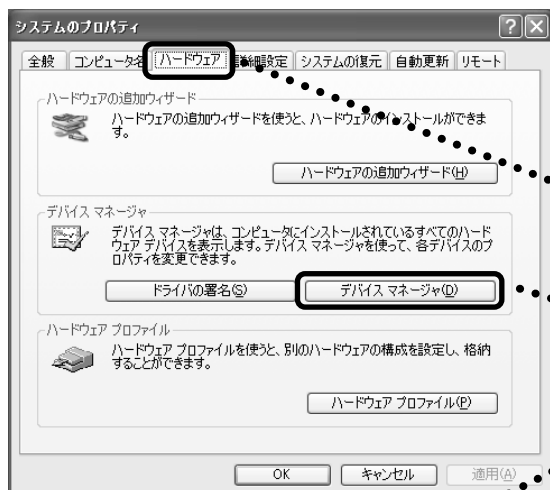 システムのプロパティ
全般 コンピュータ名 ハードウェア 詳細設定 システムの復元 自動更新 リモート
ハードウェアの追加ウィザード
ハードウェアの追加ウィザードを使うと、ハードウェアのインストールができま
す。
ハードウェアの追加ウィザード(H)
デバイス マネージャ
デバイス マネージャは、コンピュータにインストールされているすべてのハード
ウェア デバイスを表示します。デバイス マネージャを使って、各デバイスのプ
ロパティを変更できます。
ドライバの署名(S) デバイス マネージャ(D)
ハードウェア プロファイル
ハードウェア プロファイルを使うと、別のハードウェアの構成を設定し、格納
することができます。
ハードウェア プロファイル(P)
OK キャンセル 適用(A)